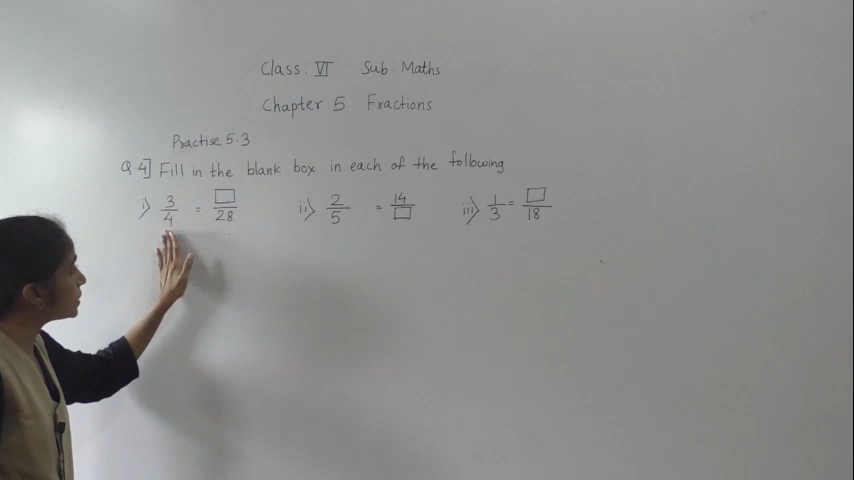 Class: VI Sub: Maths
Chapter 5 Fractions
Practise 5.3
Q.4] Fill in the blank box in each of the following
i) 3/4 = □/28 ii) 2/5 = 14/□ iii) 1/3 = □/18